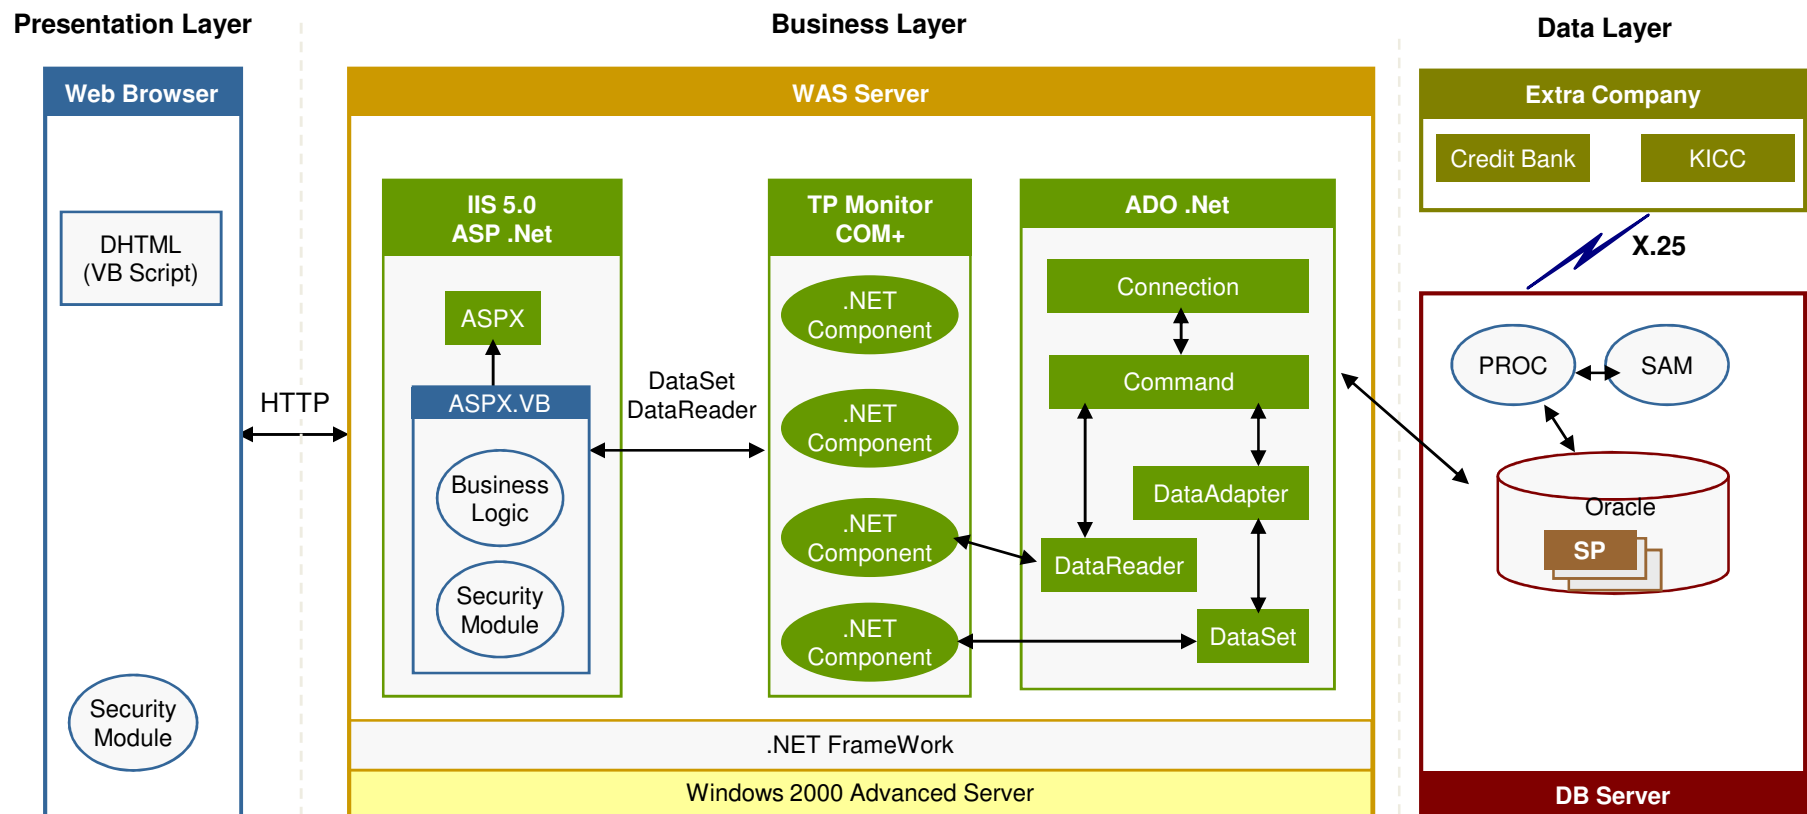 Presentation Layer
Business Layer
Data Layer
Web Browser
DHTML
(VB Script)
Security
Module
HTTP
WAS Server
IIS 5.0
ASP .Net
ASPX
ASPX.VB
Business
Logic
Security
Module
DataSet
DataReader
TP Monitor
COM+
.NET
Component
.NET
Component
.NET
Component
.NET
Component
ADO .Net
Connection
Command
DataAdapter
DataReader
DataSet
.NET FrameWork
Windows 2000 Advanced Server
Extra Company
Credit Bank
KICC
X.25
PROC
SAM
Oracle
SP
DB Server